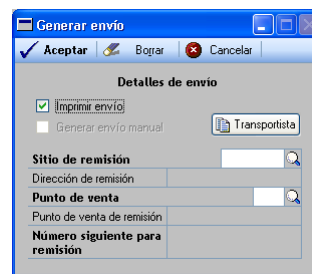 Generar envío
Aceptar Borrar Cancelar
Detalles de envio
Imprimir envío
Generar envío manual
Transportista
Sitio de remisión
Dirección de remisión
Punto de venta
Punto de venta de remisión
Número siguiente para
remisión